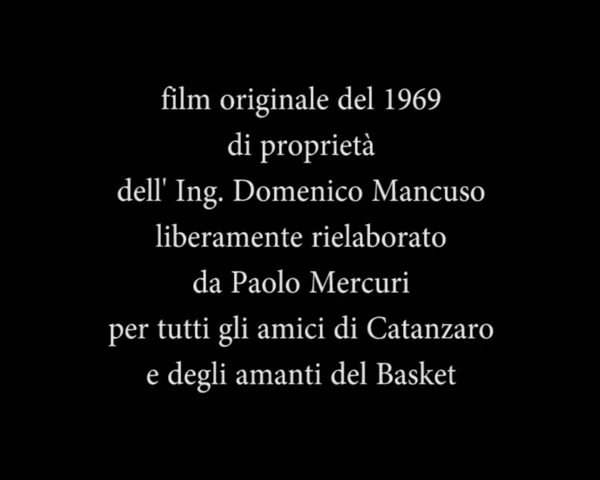 film originale del 1969
di proprietà
dell' Ing. Domenico Mancuso
liberamente rielaborato
da Paolo Mercuri
per tutti gli amici di Catanzaro
e degli amanti del Basket